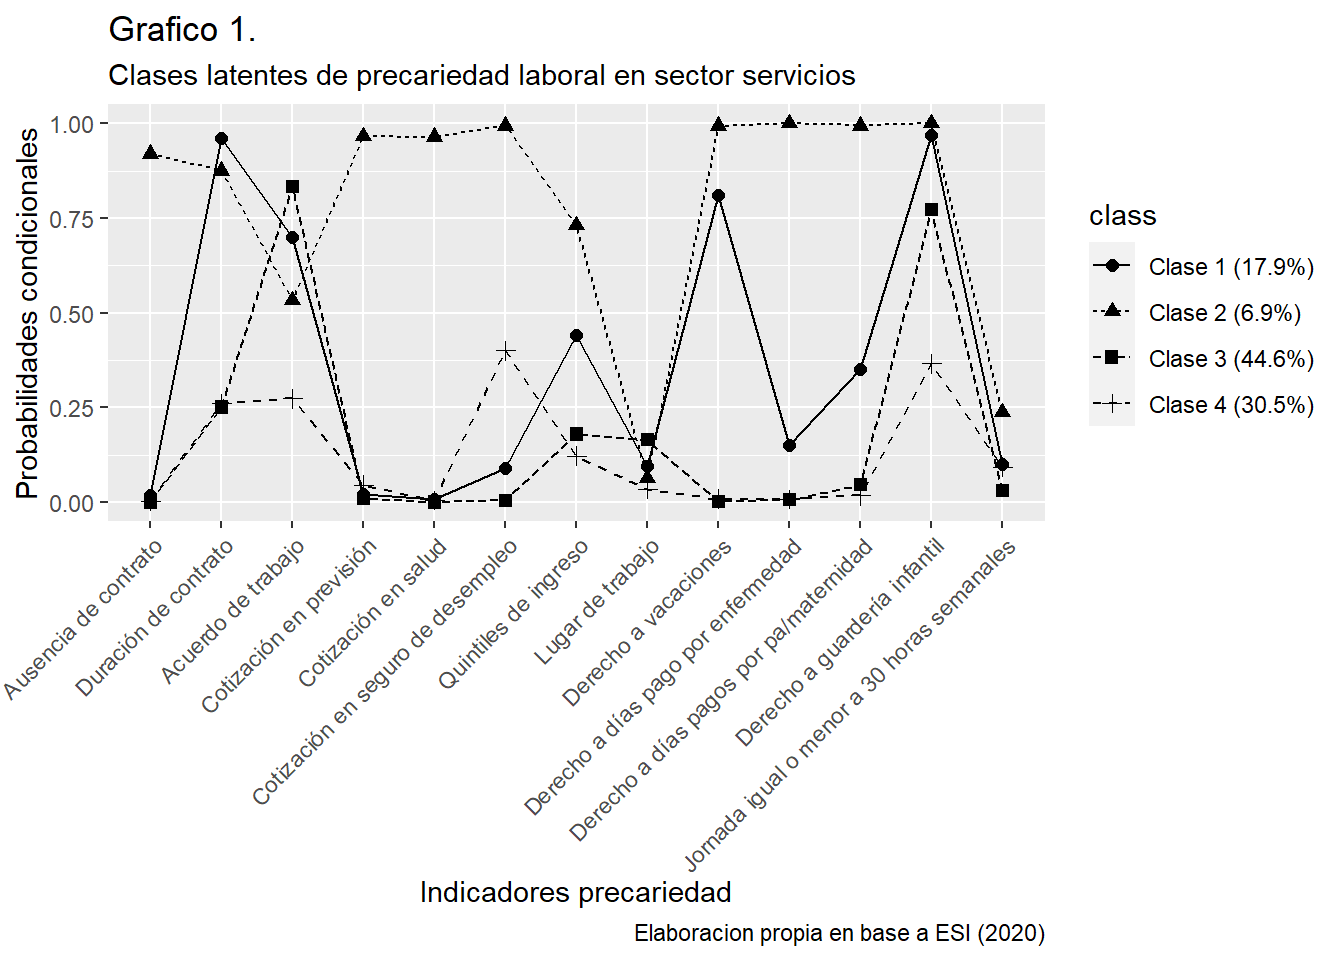 Grafico 1.
Clases latentes de precariedad laboral en sector servicios
Probabilidades condicionales
1.00
0.75
0.50
0.25
0.00
Ausencia de contrato
Duración de contrato
Acuerdo de trabajo
Cotización en previsión
Cotización en salud
Cotización en seguro de desempleo
Quintiles de ingreso
Lugar de trabajo
Derecho a vacaciones
Derecho a días pago por enfermedad
Derecho a días pagos por pa/maternidad
Derecho a guardería infantil
Jornada igual o menor a 30 horas semanales
Indicadores precariedad
class
Clase 1 (17.9%)
Clase 2 (6.9%)
Clase 3 (44.6%)
Clase 4 (30.5%)
Elaboracion propia en base a ESI (2020)